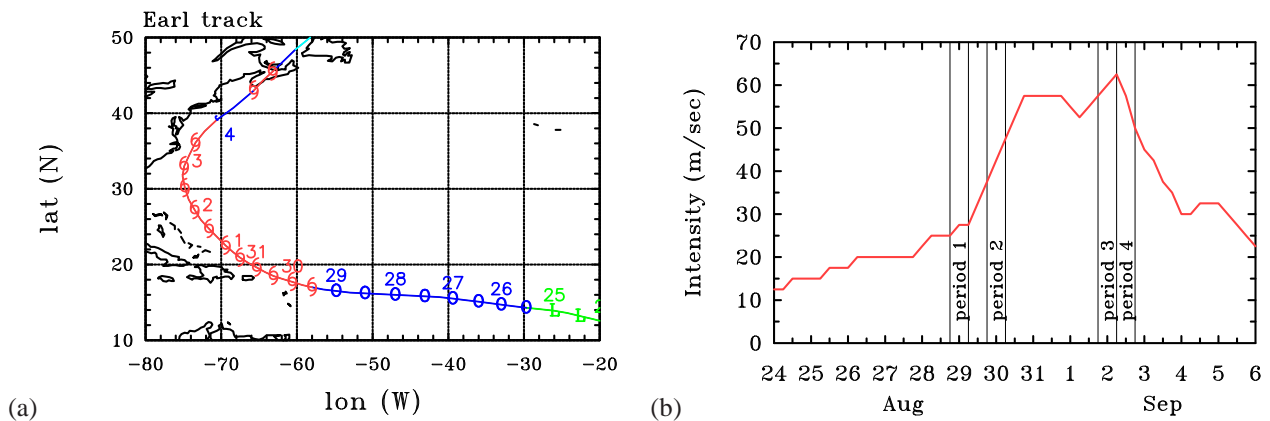 Earl track
50
40
30
20
10
lat (N)
−80 −70 −60 −50 −40 −30 −20
lon (W)
4
3
2
1
31
30
29 28 27 26 25
L L
(a)
70
60
50
40
30
20
10
0
Intensity (m/sec)
period 1
period 2
period 3
period 4
24 25 26 27 28 29 30 31 1 2 3 4 5 6
Aug Sep
(b)